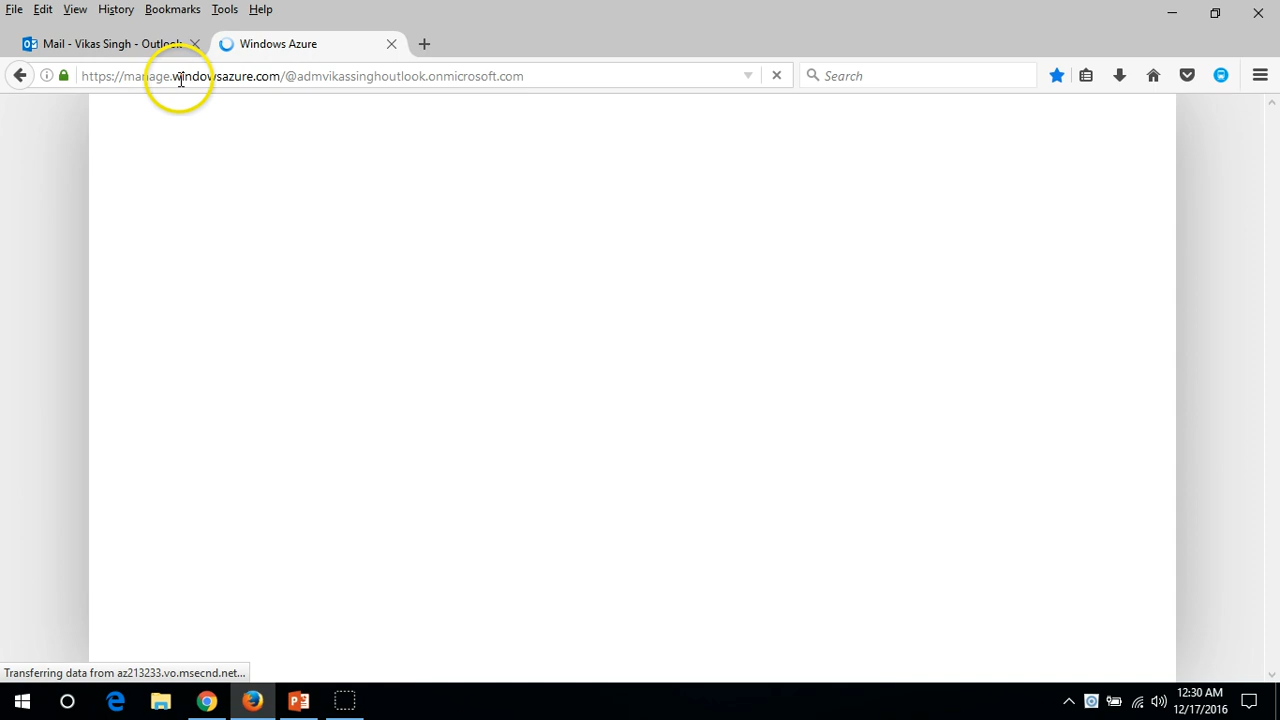 File Edit View History Bookmarks Tools Help
Mail - Vikas Singh - Outlook
Windows Azure
https://manage.windowsazure.com/@admvikassinghoutlook.onmicrosoft.com
Search
Transferring data from az213233.vo.msecnd.net...
12:30 AM
12/17/2016